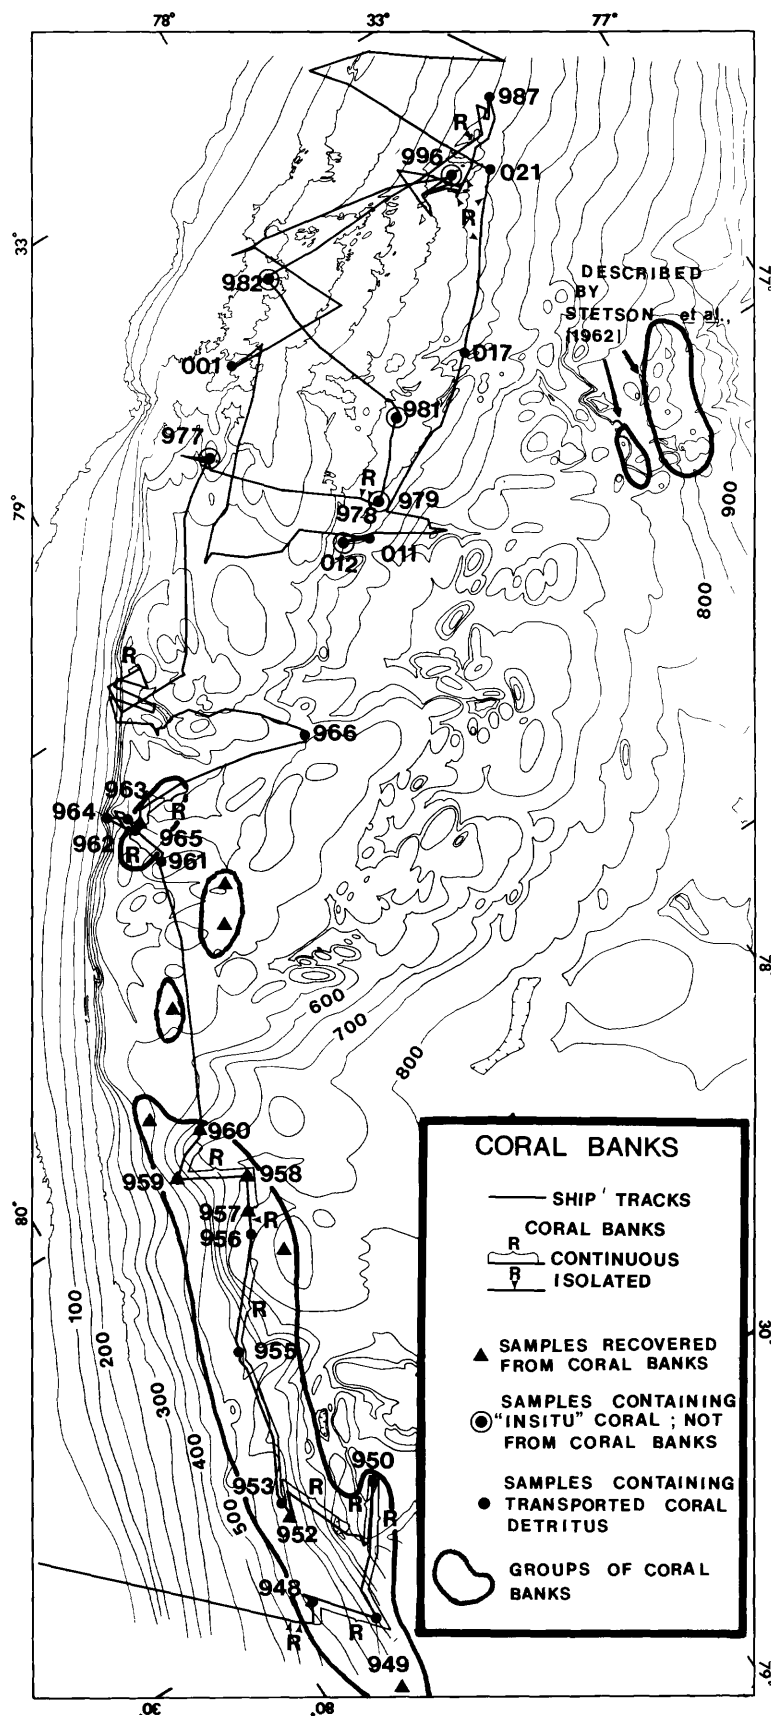 78° 33° 77°
987
R
996
021
R
33°
982
77°
DESCRIBED
BY
STETSON et al.,
[1962]
001
017
981
977
R
979
978
79°
900
012 011
800
R
966
963
964
R
965
962
R
961
78°
600
700
800
960
R
959 958
957
R
956
80°
R
100
200
955
300
400
950
R
953
R R
500
952
948
R
R
949
30' 80° 79°
30'
CORAL BANKS
SHIP TRACKS
CORAL BANKS
R
CONTINUOUS
R
ISOLATED
SAMPLES RECOVERED
FROM CORAL BANKS
SAMPLES CONTAINING
"INSITU" CORAL ; NOT
FROM CORAL BANKS
SAMPLES CONTAINING
TRANSPORTED CORAL
DETRITUS
GROUPS OF CORAL
BANKS